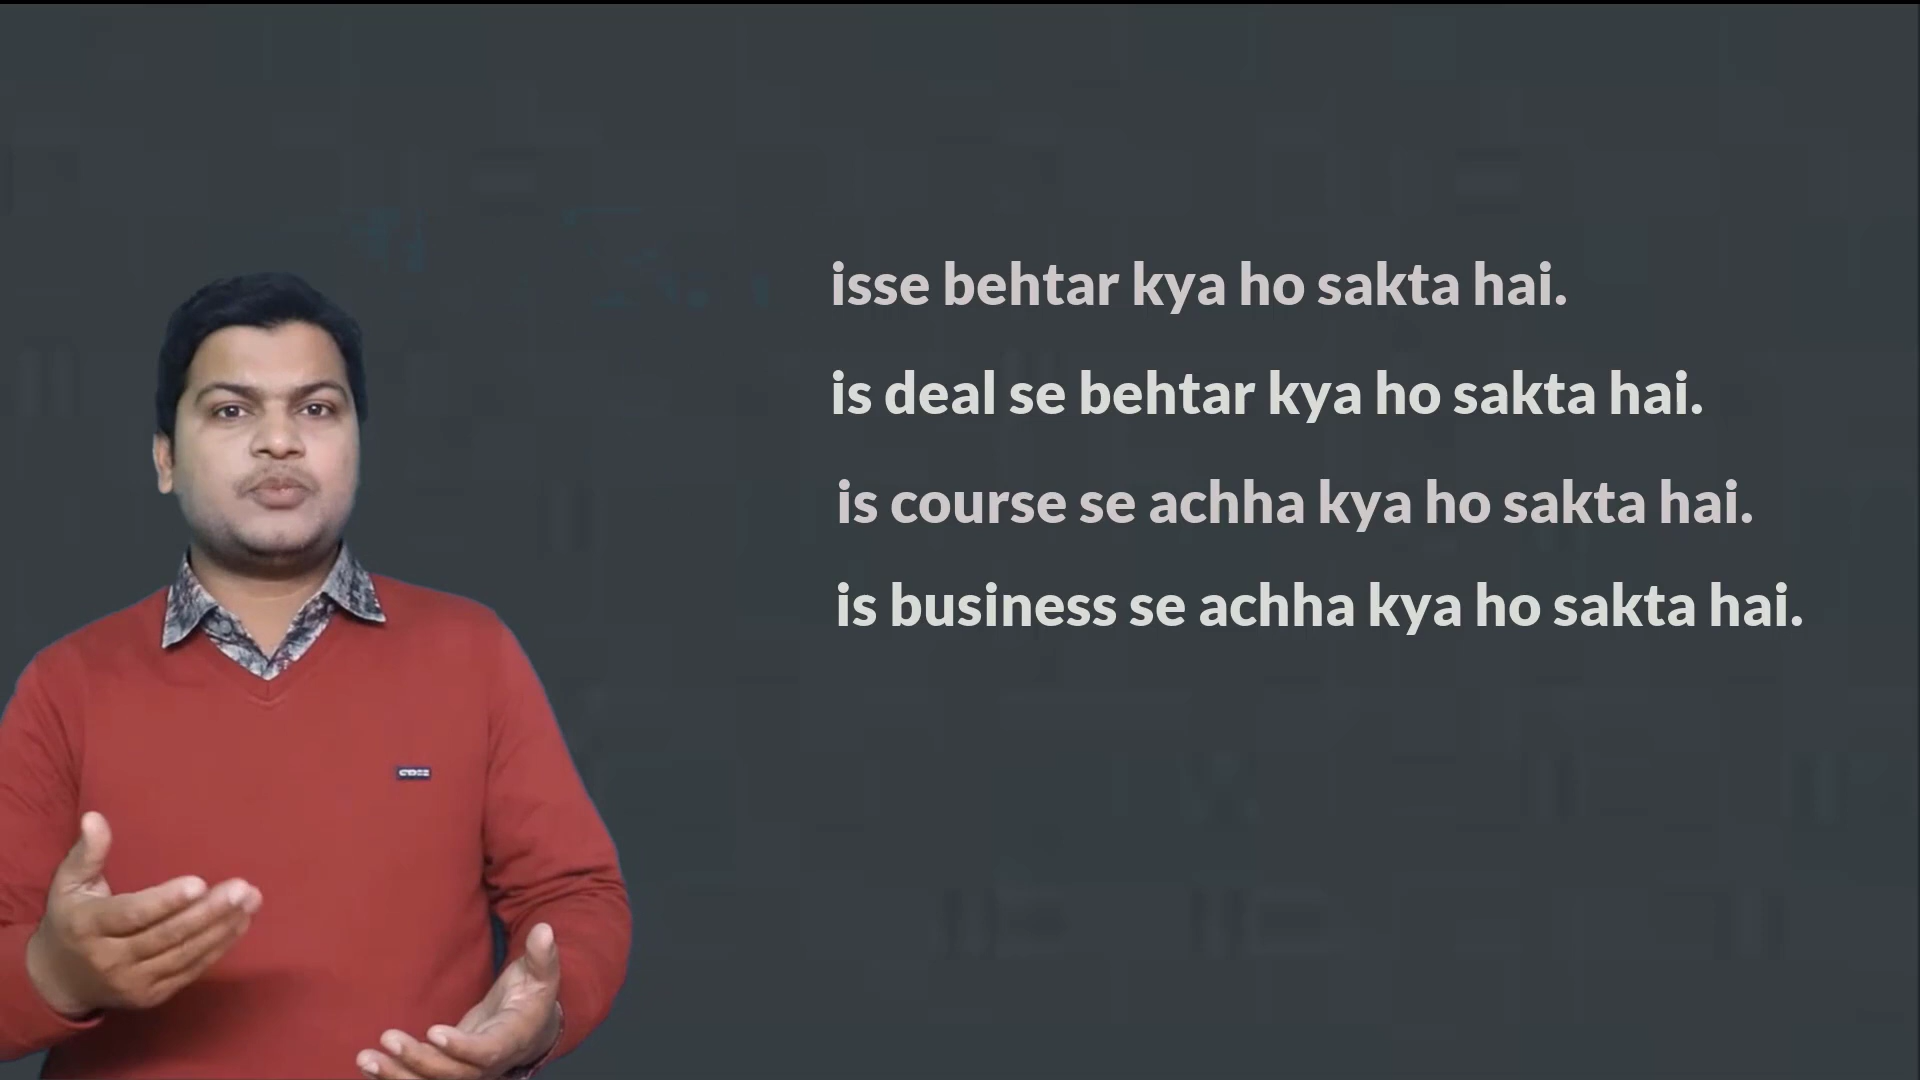 isse behtar kya ho sakta hai.
is deal se behtar kya ho sakta hai.
is course se achha kya ho sakta hai.
is business se achha kya ho sakta hai.